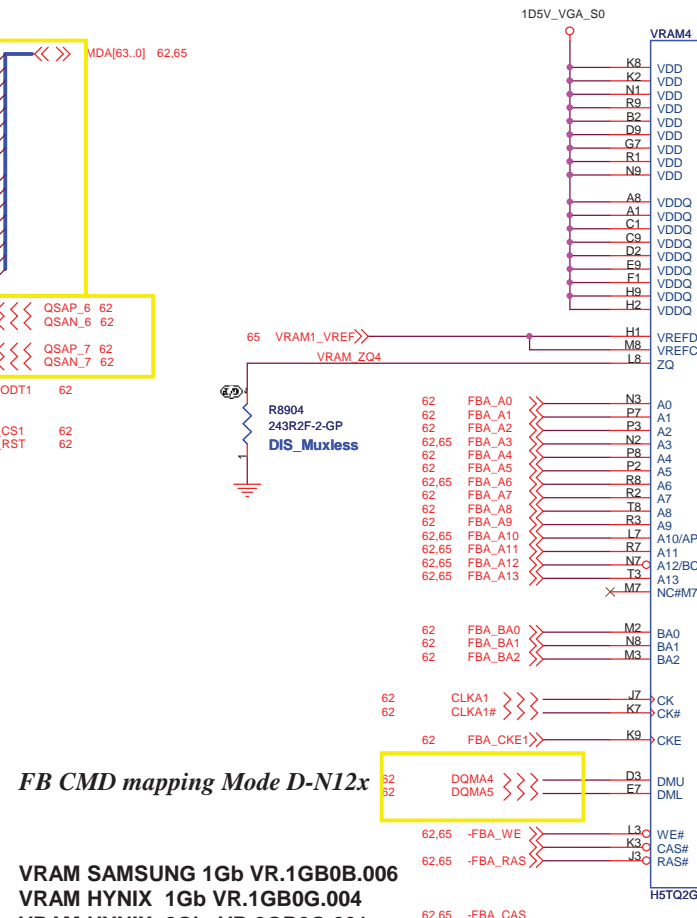 1D5V_VGA_S0
VRAM4
MDA[63..0] 62,65
K8 VDD
K2 VDD
N1 VDD
R9 VDD
B2 VDD
D9 VDD
G7 VDD
R1 VDD
N9 VDD
A8 VDDQ
A1 VDDQ
C1 VDDQ
C9 VDDQ
D2 VDDQ
E9 VDDQ
F1 VDDQ
H9 VDDQ
H2 VDDQ
QSAP_6 62
QSAN_6 62
QSAP_7 62
QSAN_7 62
ODT1 62
CS1 62
RST 62
65 VRAM1_VREF H1 VREFD
M8 VREFC
VRAM_ZQ4 L8 ZQ
R8904
243R2F-2-GP
DIS_Muxless
1
62 FBA_A0 N3 A0
62 FBA_A1 P7 A1
62 FBA_A2 P3 A2
62,65 FBA_A3 N2 A3
62 FBA_A4 P8 A4
62 FBA_A5 P2 A5
62,65 FBA_A6 R8 A6
62 FBA_A7 R2 A7
62 FBA_A8 T8 A8
62 FBA_A9 R3 A9
62,65 FBA_A10 L7 A10/AP
62,65 FBA_A11 R7 A11
62,65 FBA_A12 N7 A12/BC
62,65 FBA_A13 T3 A13
M7 NC#M7
62 FBA_BA0 M2 BA0
62 FBA_BA1 N8 BA1
62 FBA_BA2 M3 BA2
62 CLKA1 J7 CK
62 CLKA1# K7 CK#
62 FBA_CKE1 K9 CKE
FB CMD mapping Mode D-N12x
62 DQMA4 D3 DMU
62 DQMA5 E7 DML
62,65 -FBA_WE L3 WE#
K3 CAS#
62,65 -FBA_RAS J3 RAS#
H5TQ2G
62,65 -FBA_CAS
VRAM SAMSUNG 1Gb VR.1GB0B.006
VRAM HYNIX 1Gb VR.1GB0G.004